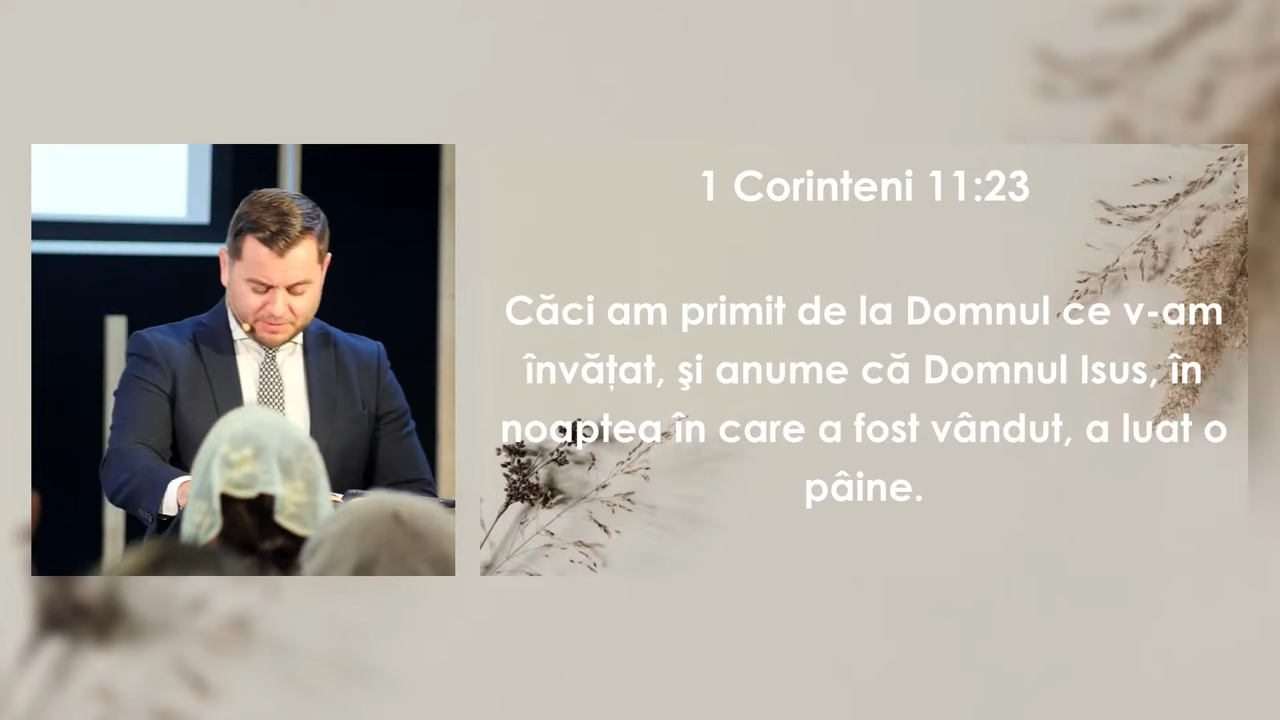 1 Corinteni 11:23
Căci am primit de la Domnul ce v-am
învățat, şi anume că Domnul Isus, în
noaptea în care a fost vândut, a luat o
pâine.